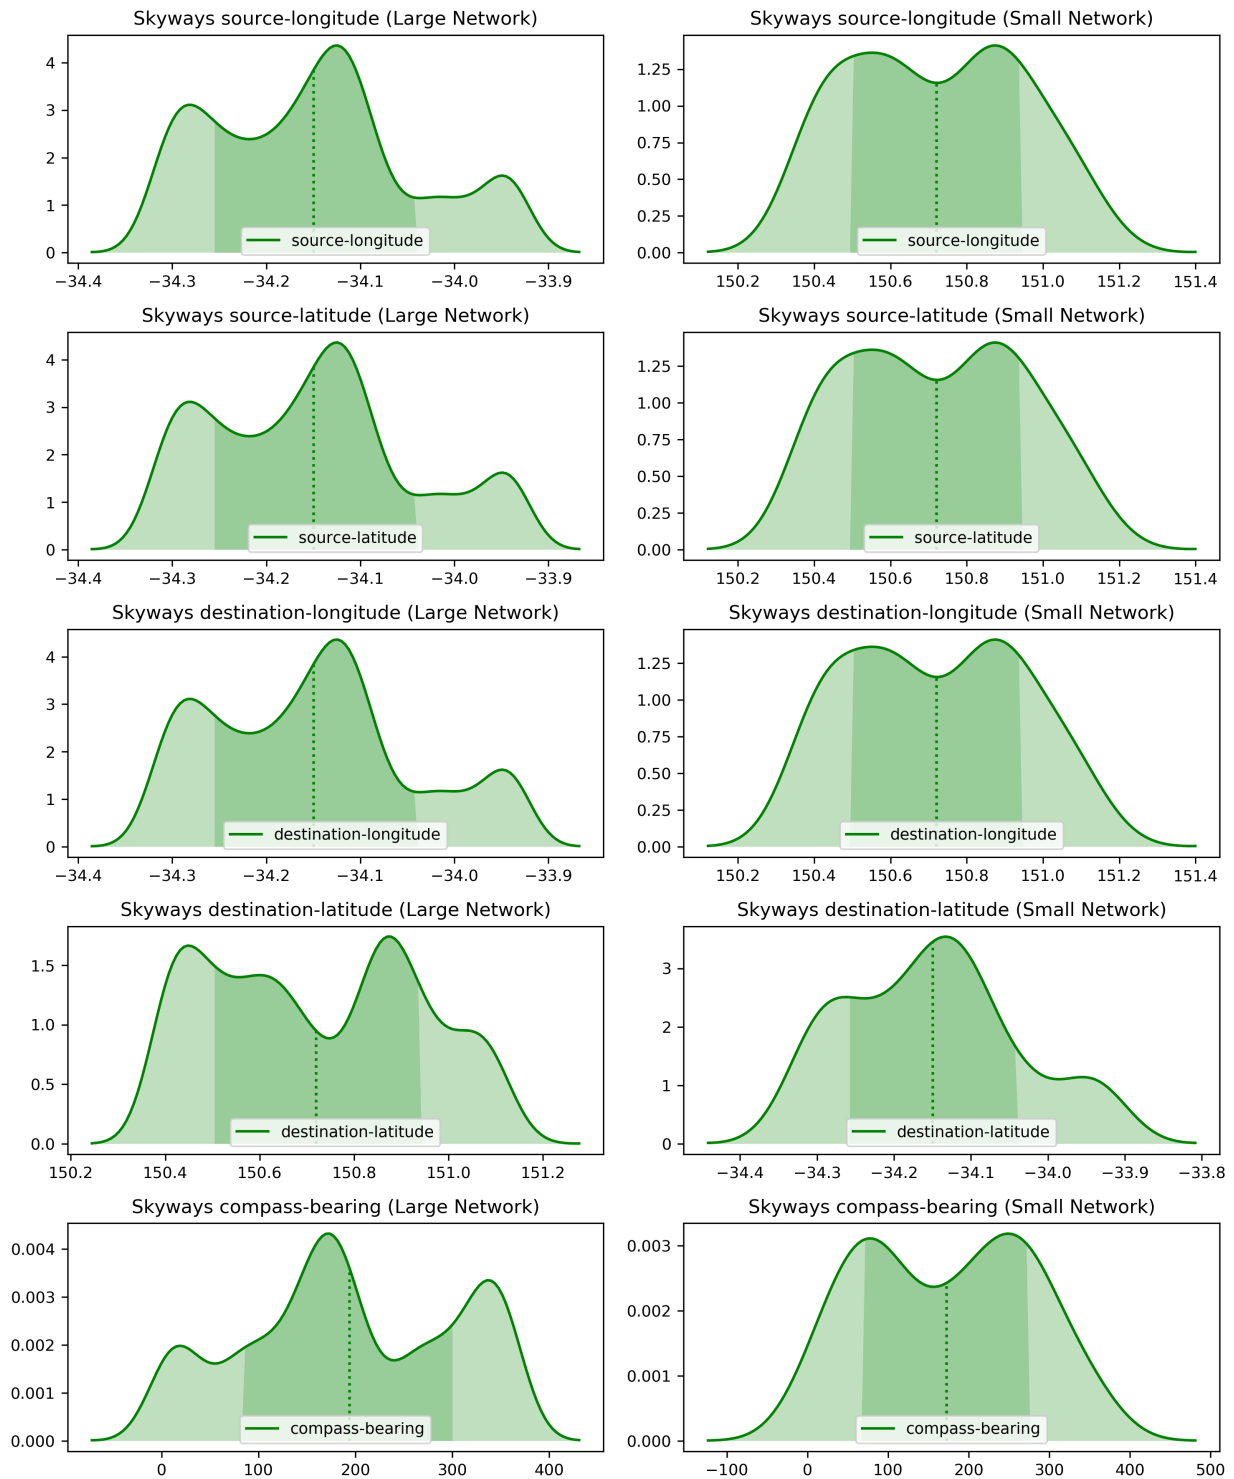 Skyways source-longitude (Large Network)
4
3
2
1
0
source-longitude
−34.4 −34.3 −34.2 −34.1 −34.0 −33.9
Skyways source-longitude (Small Network)
1.25
1.00
0.75
0.50
0.25
0.00
source-longitude
150.2 150.4 150.6 150.8 151.0 151.2 151.4
Skyways source-latitude (Large Network)
4
3
2
1
0
source-latitude
−34.4 −34.3 −34.2 −34.1 −34.0 −33.9
Skyways source-latitude (Small Network)
1.25
1.00
0.75
0.50
0.25
0.00
source-latitude
150.2 150.4 150.6 150.8 151.0 151.2 151.4
Skyways destination-longitude (Large Network)
4
3
2
1
0
destination-longitude
−34.4 −34.3 −34.2 −34.1 −34.0 −33.9
Skyways destination-longitude (Small Network)
1.25
1.00
0.75
0.50
0.25
0.00
destination-longitude
150.2 150.4 150.6 150.8 151.0 151.2 151.4
Skyways destination-latitude (Large Network)
1.5
1.0
0.5
0.0
destination-latitude
150.2 150.4 150.6 150.8 151.0 151.2
Skyways destination-latitude (Small Network)
3
2
1
0
destination-latitude
−34.4 −34.3 −34.2 −34.1 −34.0 −33.9 −33.8
Skyways compass-bearing (Large Network)
0.004
0.003
0.002
0.001
0.000
compass-bearing
0 100 200 300 400
Skyways compass-bearing (Small Network)
0.003
0.002
0.001
0.000
compass-bearing
−100 0 100 200 300 400 500